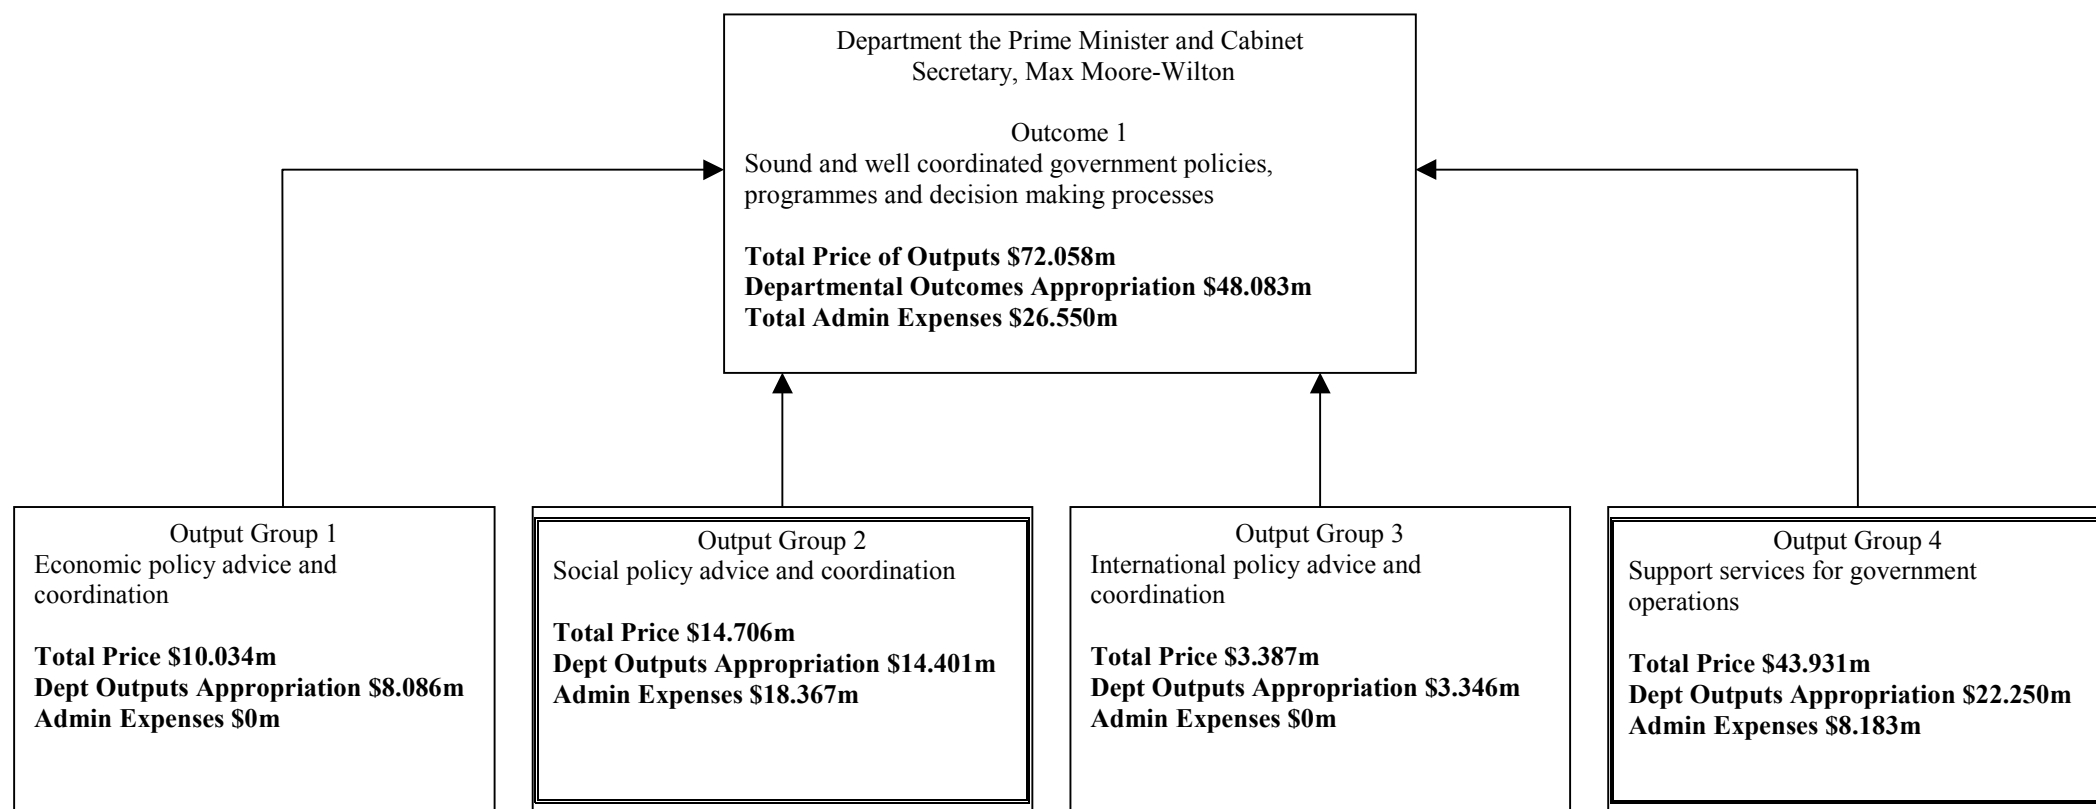 Department the Prime Minister and Cabinet
Secretary, Max Moore-Wilton
Outcome 1
Sound and well coordinated government policies,
programmes and decision making processes
Total Price of Outputs $72.058m
Departmental Outcomes Appropriation $48.083m
Total Admin Expenses $26.550m
Output Group 1
Economic policy advice and
coordination
Total Price $10.034m
Dept Outputs Appropriation $8.086m
Admin Expenses $0m
Output Group 2
Social policy advice and coordination
Total Price $14.706m
Dept Outputs Appropriation $14.401m
Admin Expenses $18.367m
Output Group 3
International policy advice and
coordination
Total Price $3.387m
Dept Outputs Appropriation $3.346m
Admin Expenses $0m
Output Group 4
Support services for government
operations
Total Price $43.931m
Dept Outputs Appropriation $22.250m
Admin Expenses $8.183m